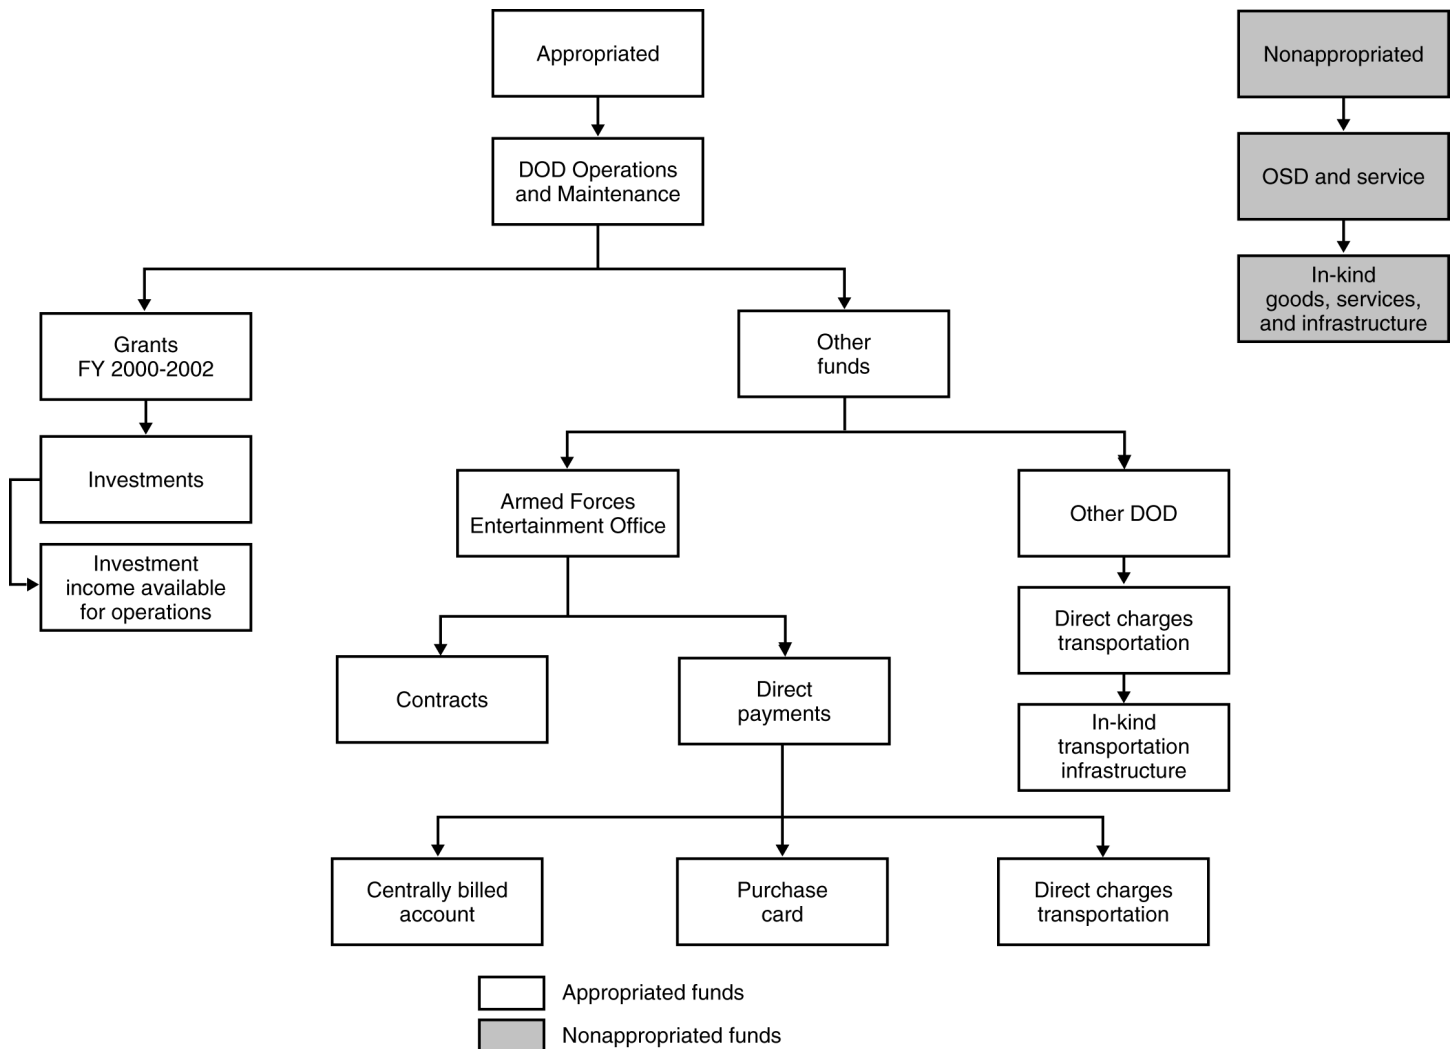 Appropriated
Nonappropriated
DOD Operations
and Maintenance
OSD and service
In-kind
goods, services,
and infrastructure
Grants
FY 2000-2002
Other
funds
Investments
Armed Forces
Entertainment Office
Other DOD
Investment
income available
for operations
Direct charges
transportation
Contracts
Direct
payments
In-kind
transportation
infrastructure
Centrally billed
account
Purchase
card
Direct charges
transportation
Appropriated funds
Nonappropriated funds